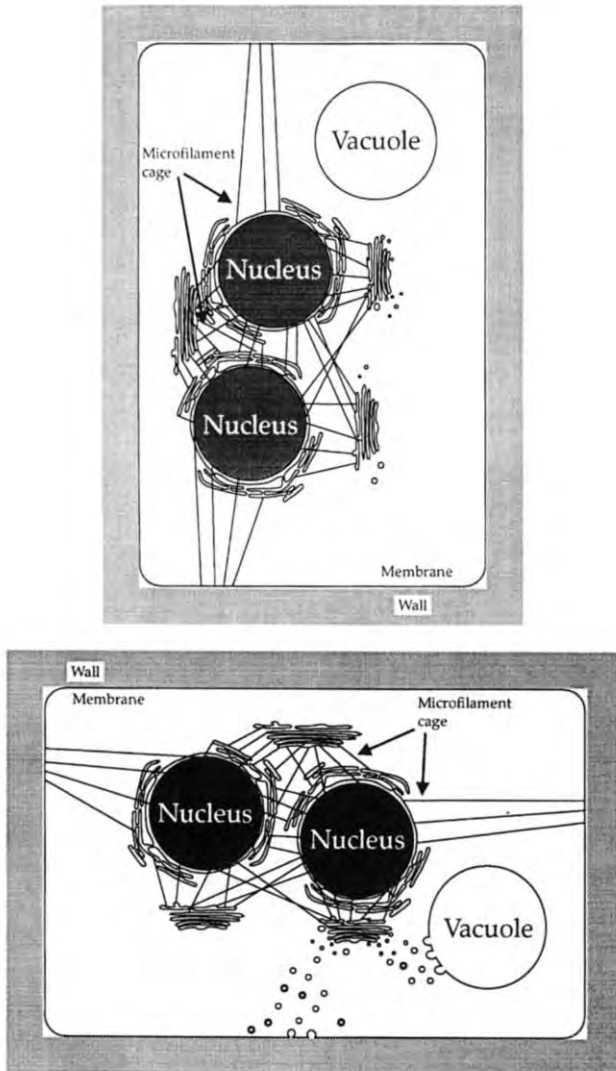 Vacuole
Microfilament
cage
Nucleus
Nucleus
Membrane
Wall
Wall
Membrane
Microfilament
cage
Nucleus
Nucleus
Vacuole